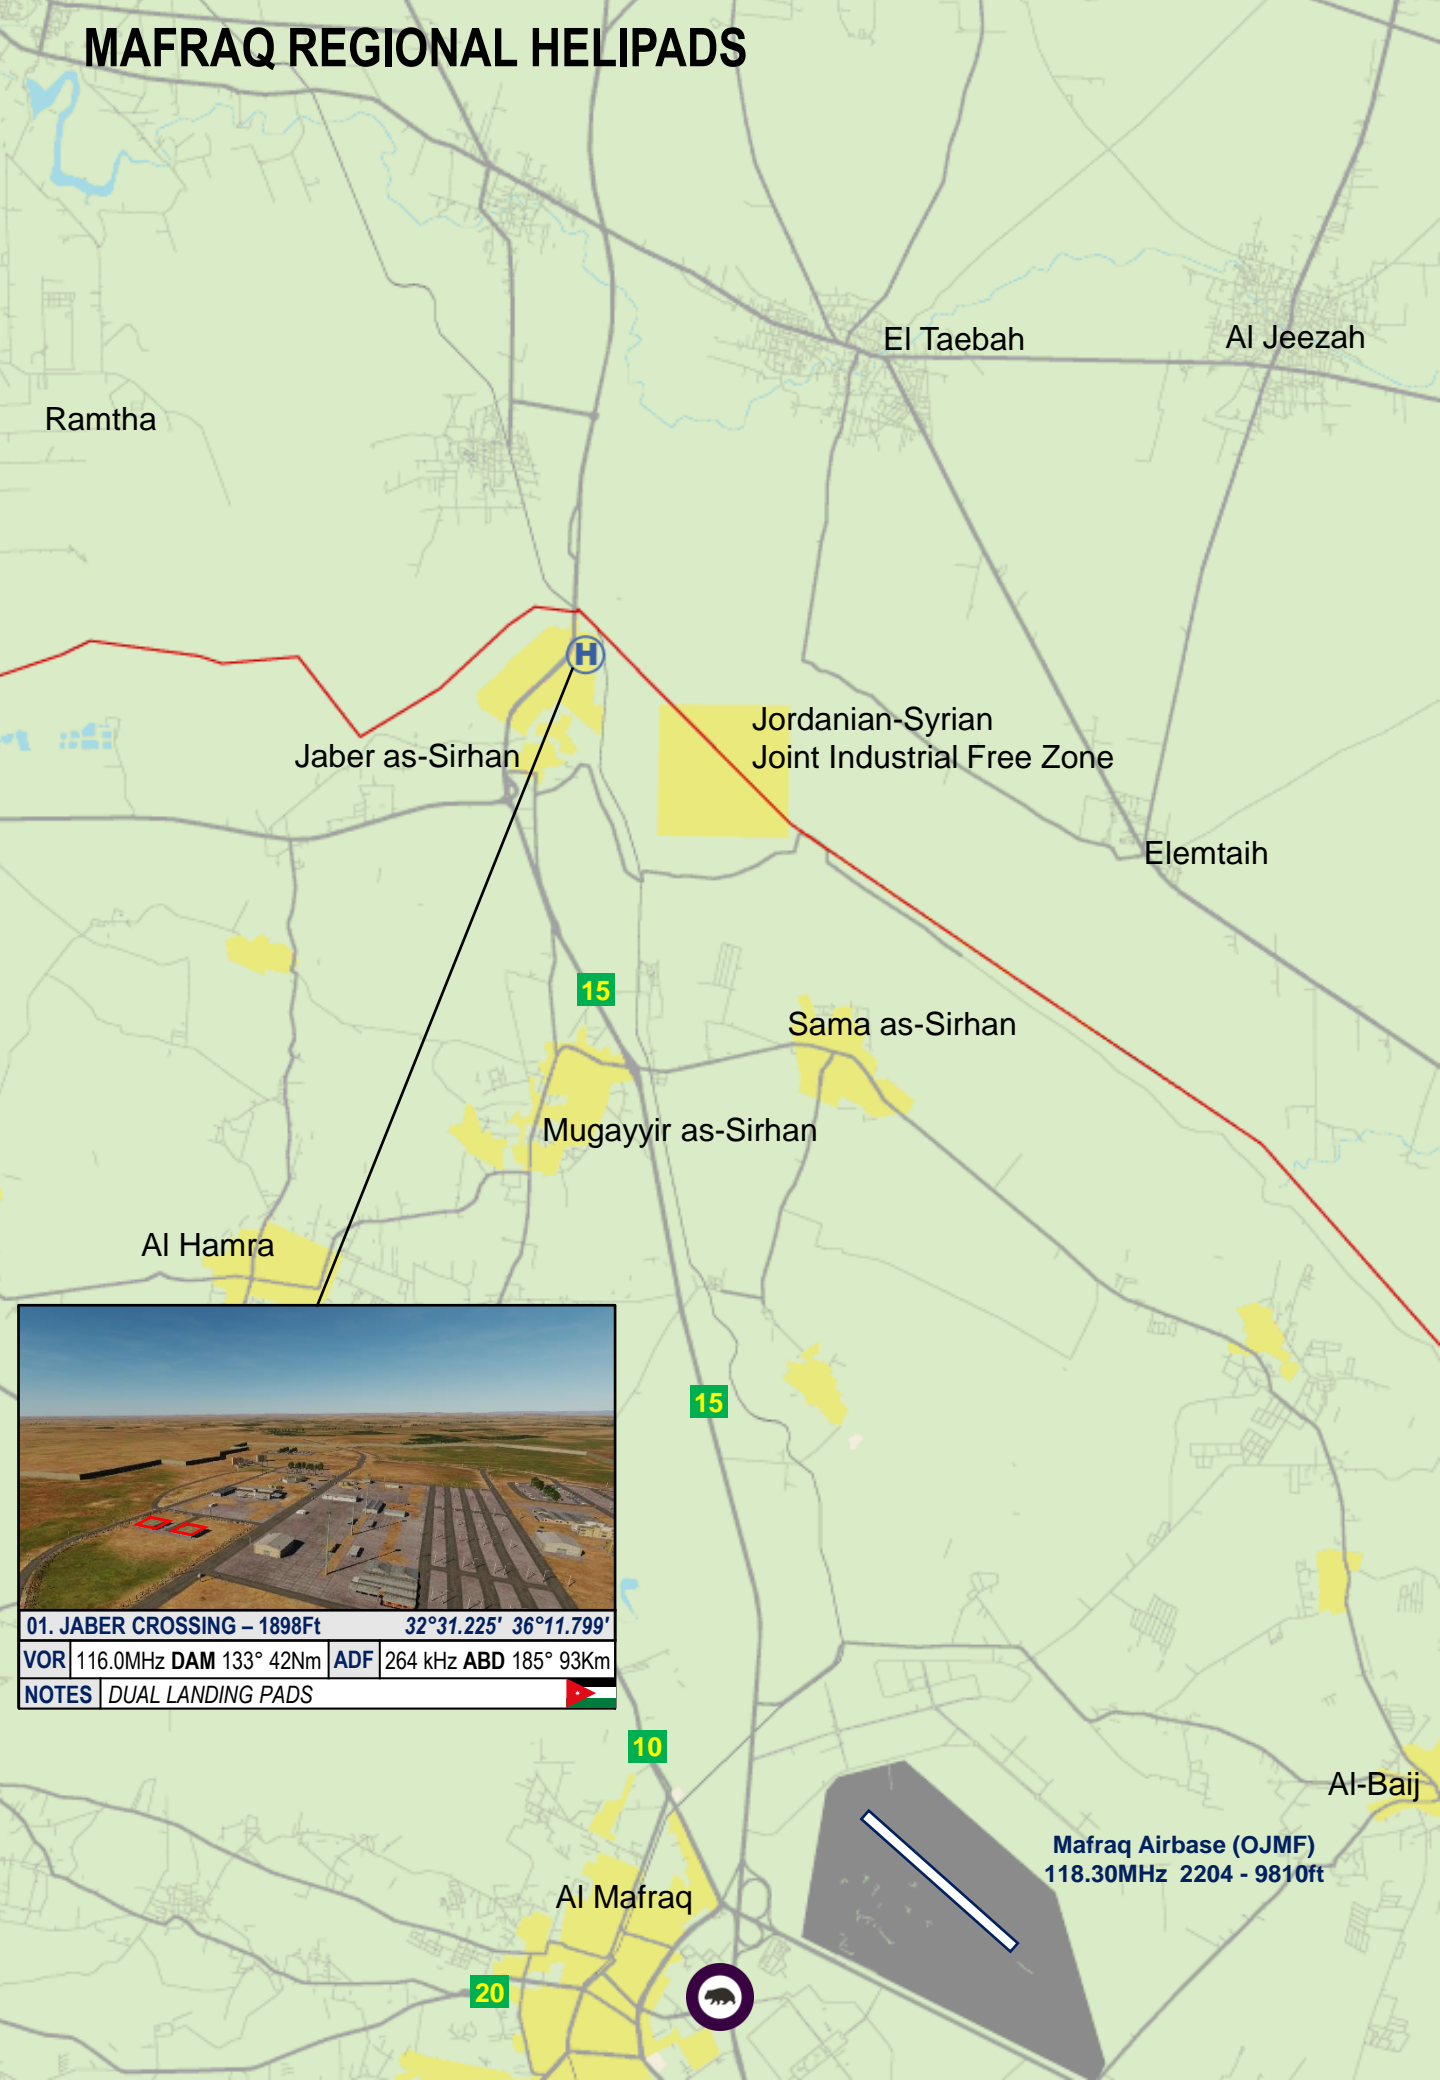 MAFRAQ REGIONAL HELIPADS
El Taebah
Al Jeezah
Ramtha
H
Jordanian-Syrian
Joint Industrial Free Zone
Jaber as-Sirhan
Elemtaih
15
Sama as-Sirhan
Mugayyir as-Sirhan
Al Hamra
15
01. JABER CROSSING – 1898Ft 32°31.225' 36°11.799'
VOR 116.0MHz DAM 133° 42Nm ADF 264 kHz ABD 185° 93Km
NOTES DUAL LANDING PADS
10
Al-Baij
Mafraq Airbase (OJMF)
118.30MHz 2204 - 9810ft
Al Mafraq
20